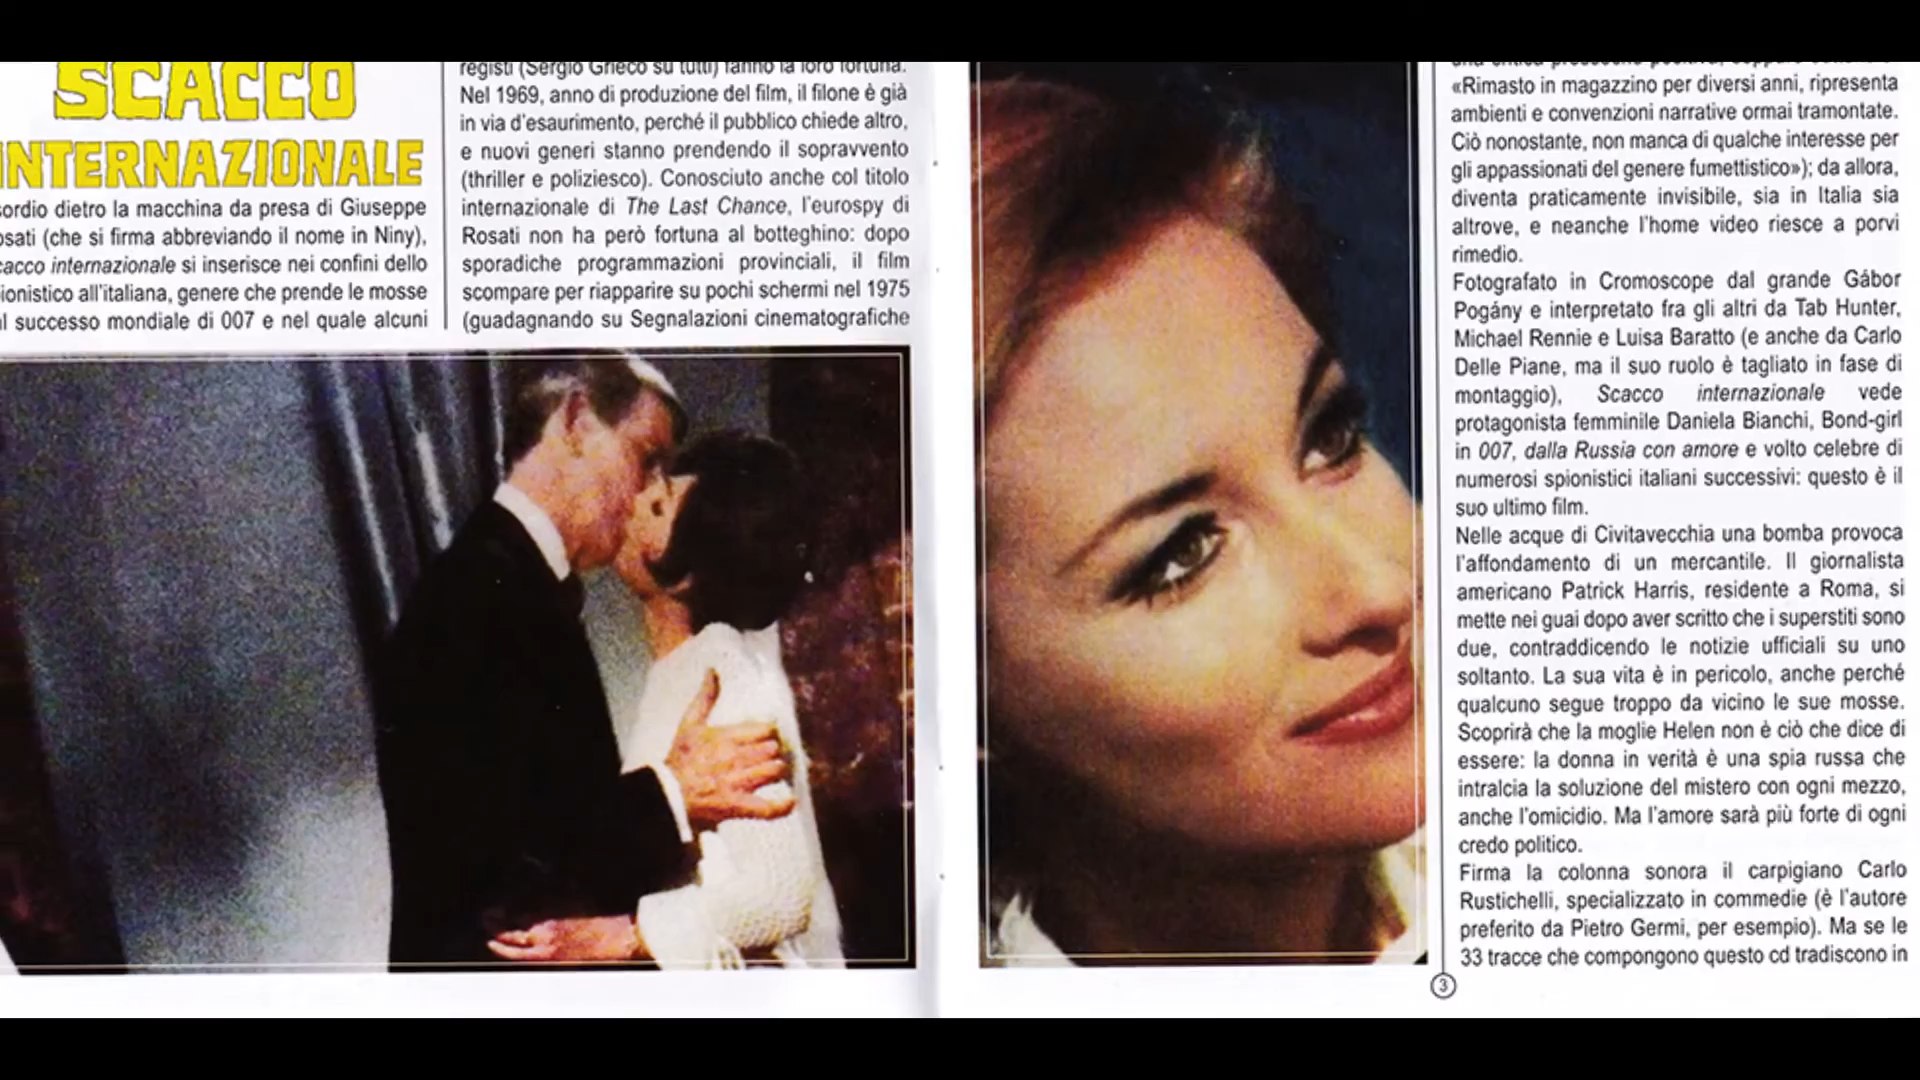 SCACCO
INTERNAZIONALE
sordio dietro la macchina da presa di Giuseppe
osati (che si firma abbreviando il nome in Niny),
cacco internazionale si inserisce nei confini dello
ionistico all'italiana, genere che prende le mosse
al successo mondiale di 007 e nel quale alcuni
registi (Sergio Grieco su tutti) fanno la loro fortuna.
Nel 1969, anno di produzione del film, il filone è già
in via d'esaurimento, perché il pubblico chiede altro,
e nuovi generi stanno prendendo il sopravvento
(thriller e poliziesco). Conosciuto anche col titolo
internazionale di The Last Chance, l'eurospy di
Rosati non ha però fortuna al botteghino: dopo
sporadiche programmazioni provinciali, il film
scompare per riapparire su pochi schermi nel 1975
(guadagnando su Segnalazioni cinematografiche
una critica
«Rimasto in magazzino per diversi anni, ripresenta
ambienti e convenzioni narrative ormai tramontate.
Ciò nonostante, non manca di qualche interesse per
gli appassionati del genere fumettistico»); da allora,
diventa praticamente invisibile, sia in Italia sia
altrove, e neanche l'home video riesce a porvi
rimedio.
Fotografato in Cromoscope dal grande Gábor
Pogány e interpretato fra gli altri da Tab Hunter,
Michael Rennie e Luisa Baratto (e anche da Carlo
Delle Piane, ma il suo ruolo è tagliato in fase di
montaggio), Scacco internazionale vede
protagonista femminile Daniela Bianchi, Bond-girl
in 007, dalla Russia con amore e volto celebre di
numerosi spionistici italiani successivi: questo è il
suo ultimo film.
Nelle acque di Civitavecchia una bomba provoca
l'affondamento di un mercantile. Il giornalista
americano Patrick Harris, residente a Roma, si
mette nei guai dopo aver scritto che i superstiti sono
due, contraddicendo le notizie ufficiali su uno
soltanto. La sua vita è in pericolo, anche perché
qualcuno segue troppo da vicino le sue mosse.
Scoprirà che la moglie Helen non è ciò che dice di
essere: la donna in verità è una spia russa che
intralcia la soluzione del mistero con ogni mezzo,
anche l'omicidio. Ma l'amore sarà più forte di ogni
credo politico.
Firma la colonna sonora il carpigiano Carlo
Rustichelli, specializzato in commedie (è l'autore
preferito da Pietro Germi, per esempio). Ma se le
33 tracce che compongono questo cd tradiscono in
3